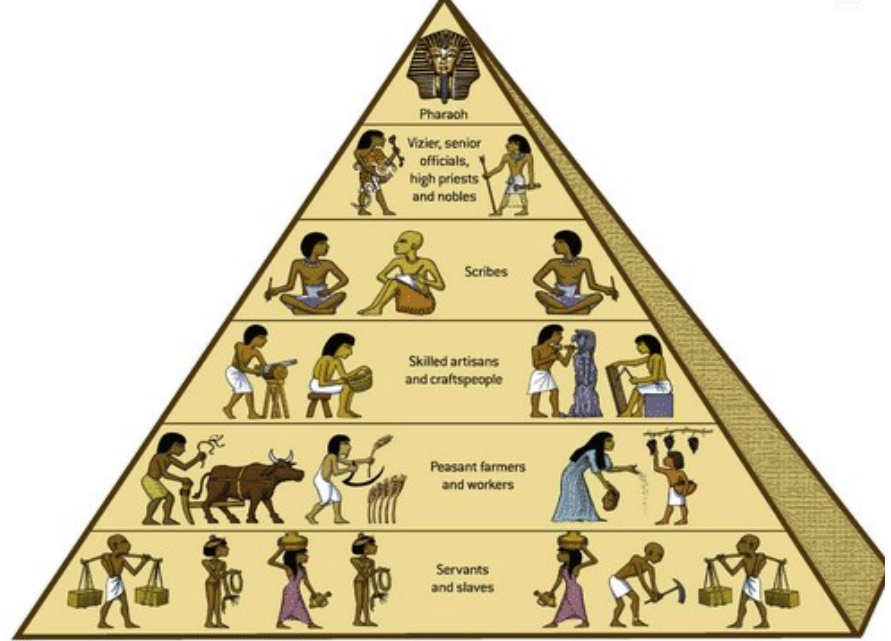 Pharaoh
Vizier, senior
officials,
high priests
and nobles
Scribes
Skilled artisans
and craftspeople
Peasant farmers
and workers
Servants
and slaves